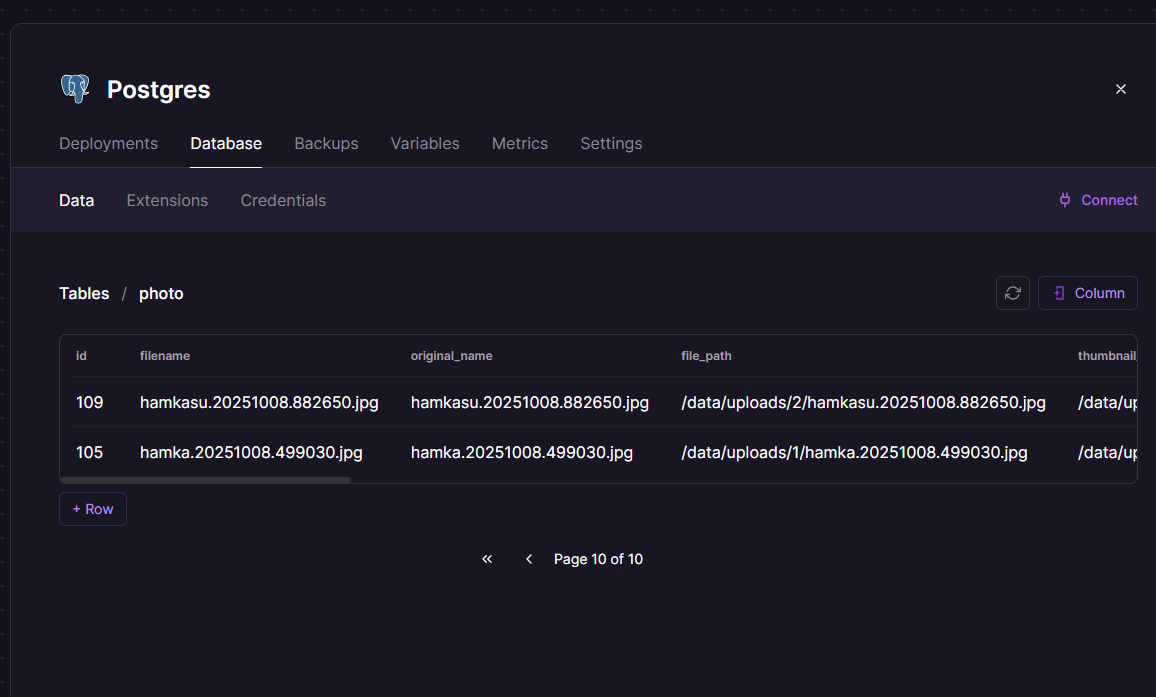 Postgres
Deployments Database Backups Variables Metrics Settings
Data Extensions Credentials Connect
Tables / photo Column
id filename original_name file_path thumbnail_
109 hamkasu.20251008.882650.jpg hamkasu.20251008.882650.jpg /data/uploads/2/hamkasu.20251008.882650.jpg /data/up
105 hamka.20251008.499030.jpg hamka.20251008.499030.jpg /data/uploads/1/hamka.20251008.499030.jpg /data/up
+ Row
Page 10 of 10